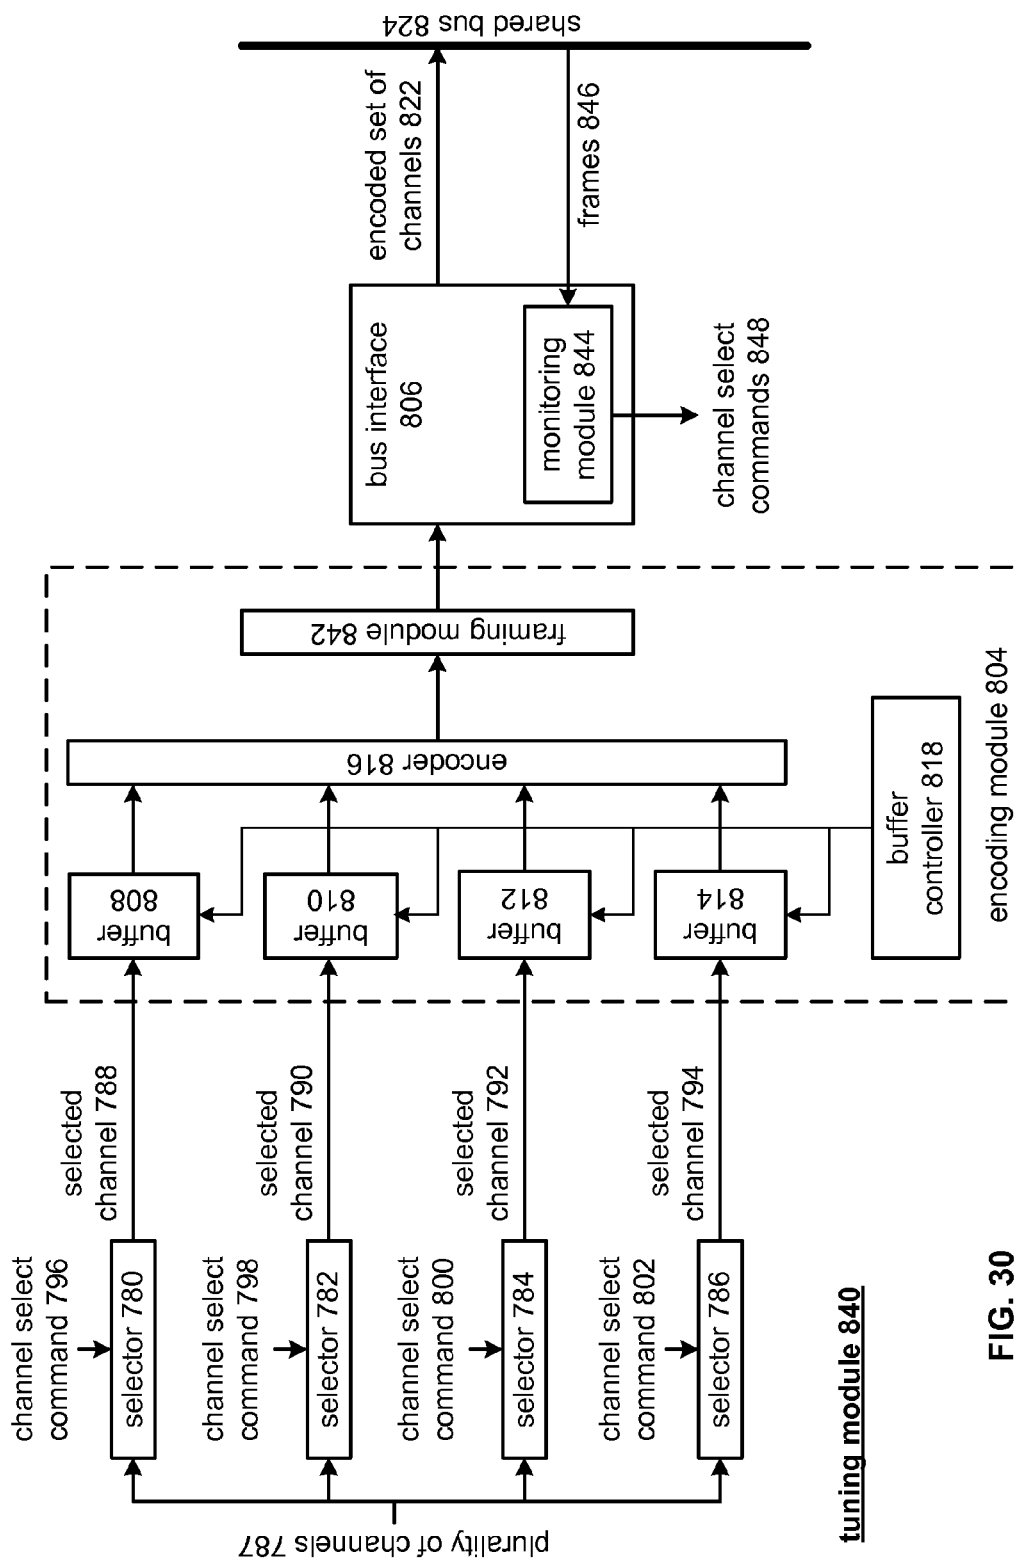 plurality of channels 787
channel select
command 796
selector 780
selected
channel 788
channel select
command 798
selector 782
selected
channel 790
channel select
command 800
selector 784
selected
channel 792
channel select
command 802
selector 786
selected
channel 794
buffer
808
buffer
810
buffer
812
buffer
814
encoder 816
buffer
controller 818
framing module 842
encoding module 804
bus interface
806
monitoring
module 844
channel select
commands 848
encoded set of
channels 822
frames 846
shared bus 824
tuning module 840
FIG. 30